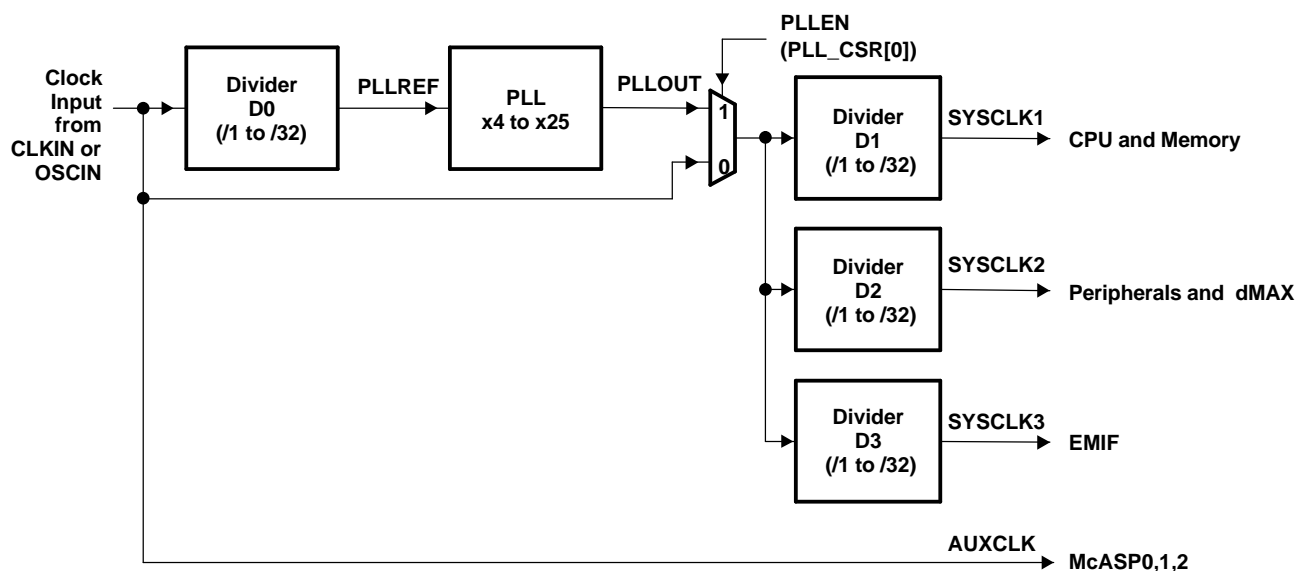 PLLEN
(PLL_CSR[0])
Clock
Input
from
CLKIN or
OSCIN
Divider
D0
(/1 to /32)
PLLREF
PLL
x4 to x25
PLLOUT
1
0
Divider
D1
(/1 to /32)
SYSCLK1
CPU and Memory
Divider
D2
(/1 to /32)
SYSCLK2
Peripherals and dMAX
Divider
D3
(/1 to /32)
SYSCLK3
EMIF
AUXCLK
McASP0,1,2